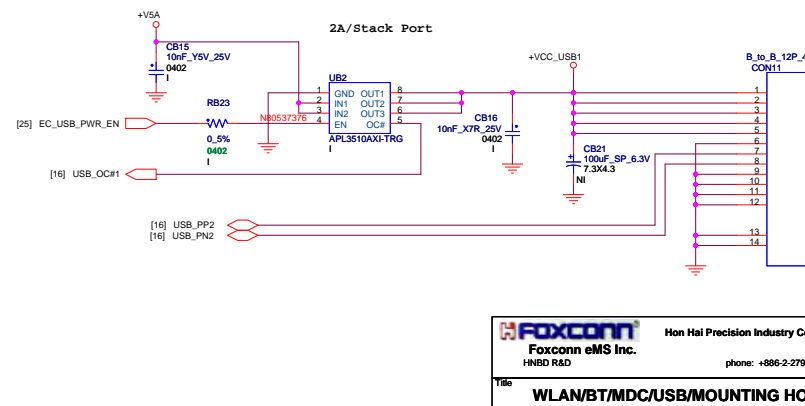 2A/Stack Port
+V5A
CB15
10nF_Y5V_25V
0402
I
RB23
0_5%
0402
I
[25] EC_USB_PWR_EN
N80537376
UB2
1 GND OUT1 8
2 IN1 OUT2 7
3 IN2 OUT3 6
4 EN OC# 5
APL3510AXI-TRG
I
[16] USB_OC#1
+VCC_USB1
CB16
10nF_X7R_25V
0402
I
CB21
100uF_SP_6.3V
7.3X4.3
NI
B_to_B_12P_4
CON11
1
2
3
4
5
6
7
8
9
10
11
12
13
14
[16] USB_PP2
[16] USB_PN2
FOXCONN
Hon Hai Precision Industry C
Foxconn eMS Inc.
HNBD R&D
phone: +886-2-279
Title
WLAN/BT/MDC/USB/MOUNTING HO